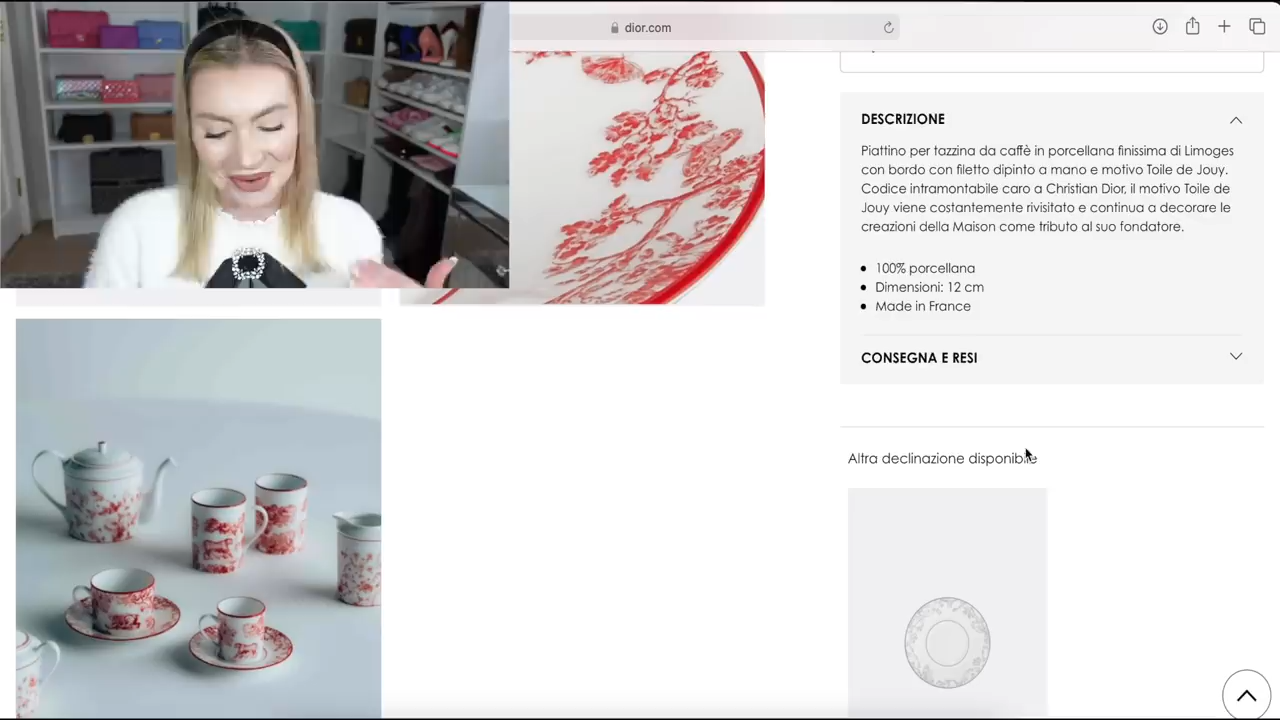 dior.com
DESCRIZIONE
Piattino per tazzina da caffè in porcellana finissima di Limoges
con bordo con filetto dipinto a mano e motivo Toile de Jouy.
Codice intramontabile caro a Christian Dior, il motivo Toile de
Jouy viene costantemente rivisitato e continua a decorare le
creazioni della Maison come tributo al suo fondatore.
100% porcellana
Dimensioni: 12 cm
Made in France
CONSEGNA E RESI
Altra declinazione disponibile